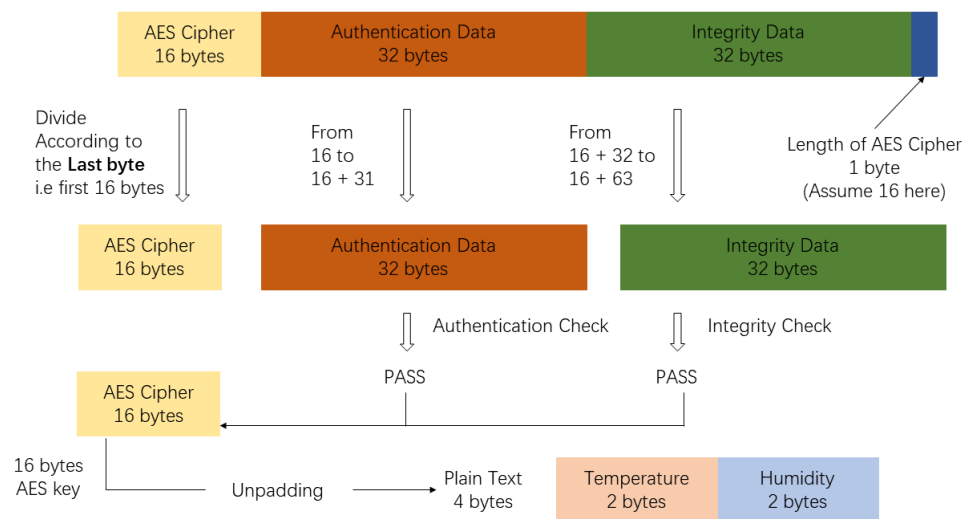 AES Cipher
16 bytes
Authentication Data
32 bytes
Integrity Data
32 bytes
Divide
According to
the Last byte
i.e first 16 bytes
From
16 to
16 + 31
From
16 + 32 to
16 + 63
Length of AES Cipher
1 byte
(Assume 16 here)
AES Cipher
16 bytes
Authentication Data
32 bytes
Integrity Data
32 bytes
Authentication Check
Integrity Check
PASS
PASS
AES Cipher
16 bytes
16 bytes
AES key
Unpadding
Plain Text
4 bytes
Temperature
2 bytes
Humidity
2 bytes